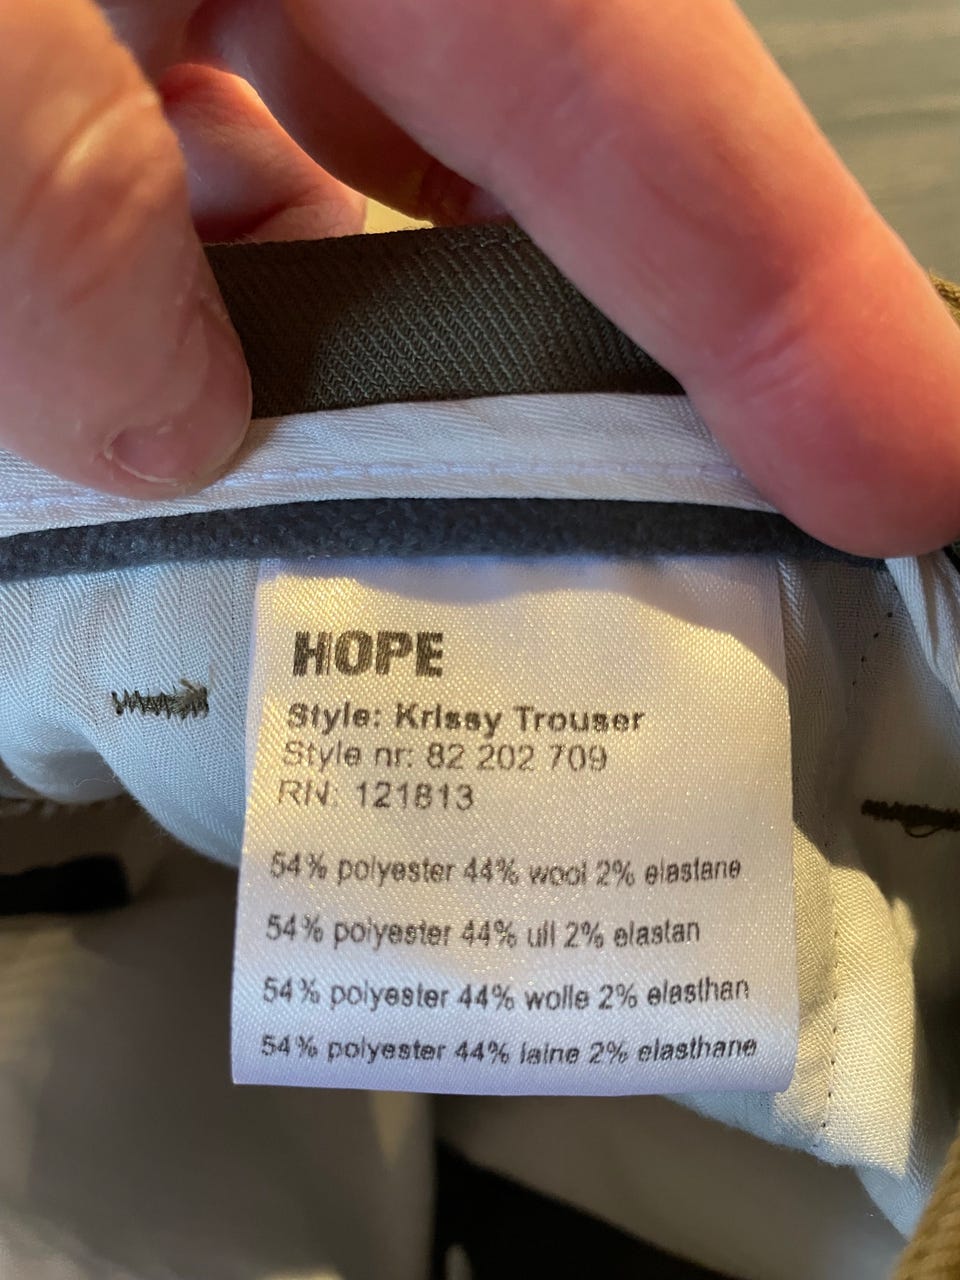 HOPE
Style: Krissy Trouser
Style nr: 82 202 709
RN: 121813
54% polyester 44% wool 2% elastane
54% polyester 44% ull 2% elastan
54% polyester 44% wolle 2% elasthan
54% polyester 44% laine 2% elasthane